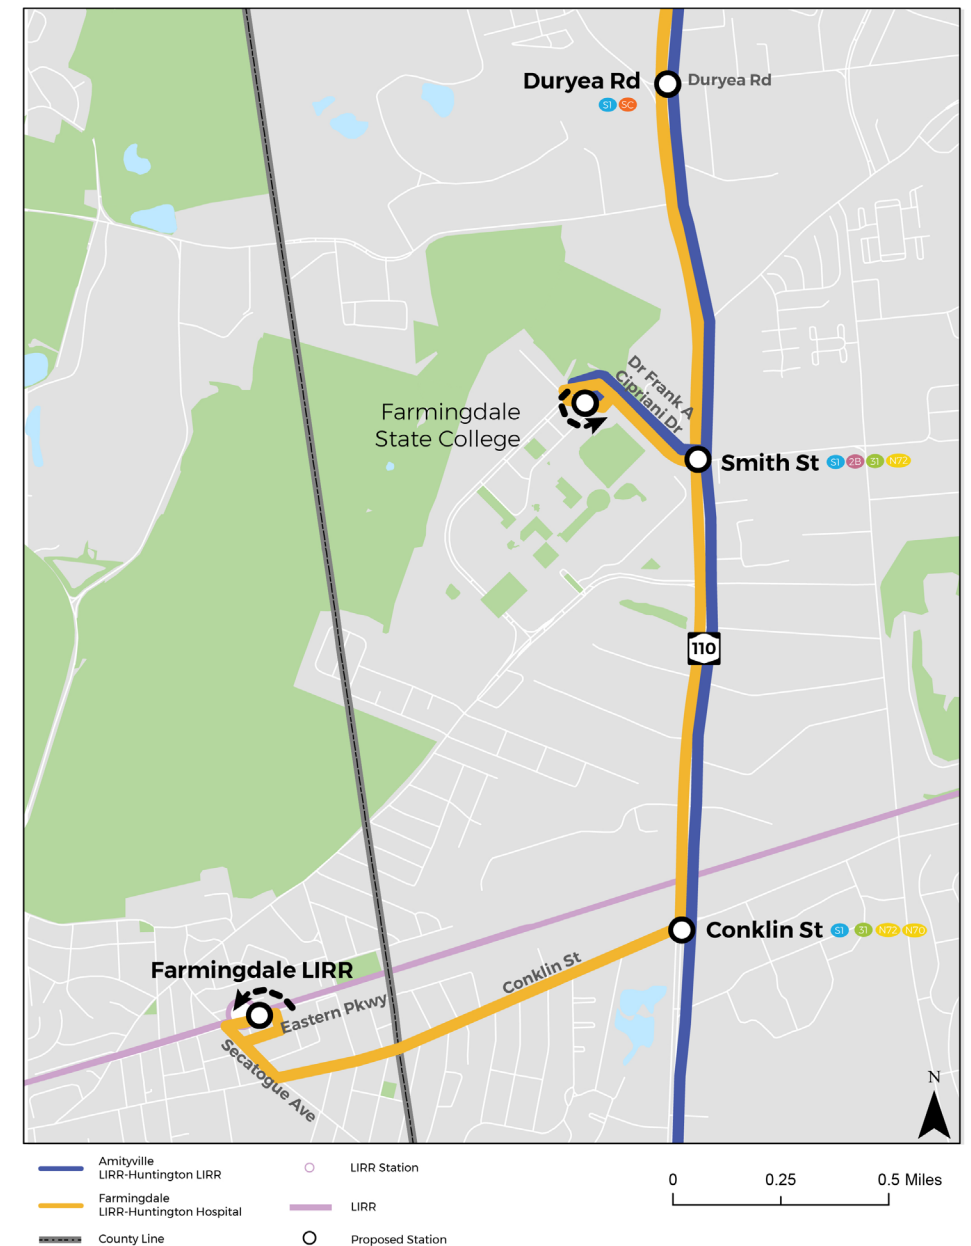 Duryea Rd
Duryea Rd
S1 SC
Dr Frank A
Cipriani Dr
Farmingdale
State College
Smith St S1 2B 31 N72
110
Conklin St S1 31 N72 N70
Conklin St
Farmingdale LIRR
Eastern Pkwy
Secatogue Ave
N
Amityville
LIRR-Huntington LIRR
LIRR Station
Farmingdale
LIRR-Huntington Hospital
LIRR
County Line
Proposed Station
0 0.25 0.5 Miles